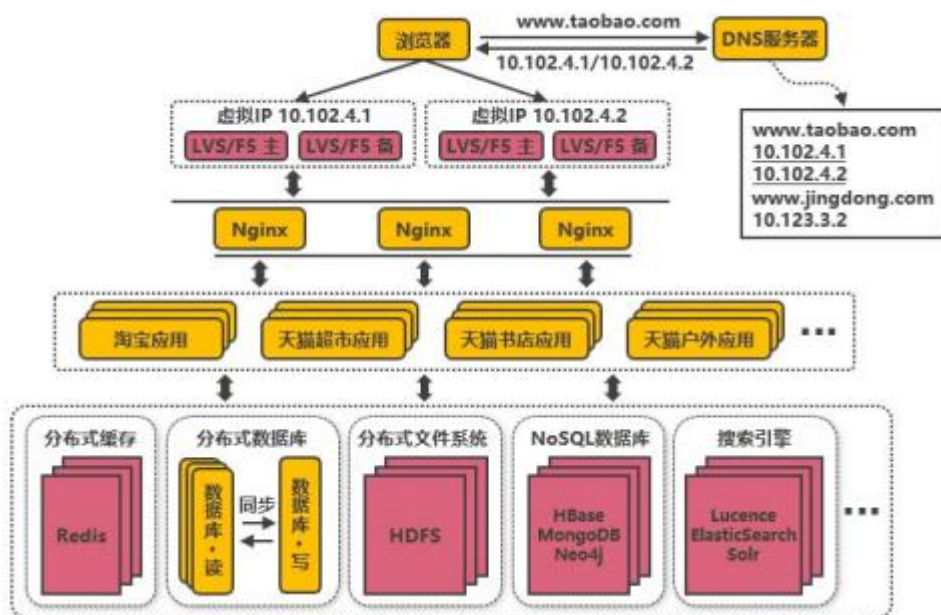 浏览器
www.taobao.com
10.102.4.1/10.102.4.2
DNS服务器
虚拟IP 10.102.4.1
LVS/F5 主
LVS/F5 备
虚拟IP 10.102.4.2
LVS/F5 主
LVS/F5 备
www.taobao.com
10.102.4.1
10.102.4.2
www.jingdong.com
10.123.3.2
Nginx
Nginx
Nginx
淘宝应用
天猫超市应用
天猫书店应用
天猫户外应用
分布式缓存
Redis
分布式数据库
数据库·读
同步
数据库·写
分布式文件系统
HDFS
NoSQL数据库
HBase
MongoDB
Neo4j
搜索引擎
Lucence
ElasticSearch
Solr